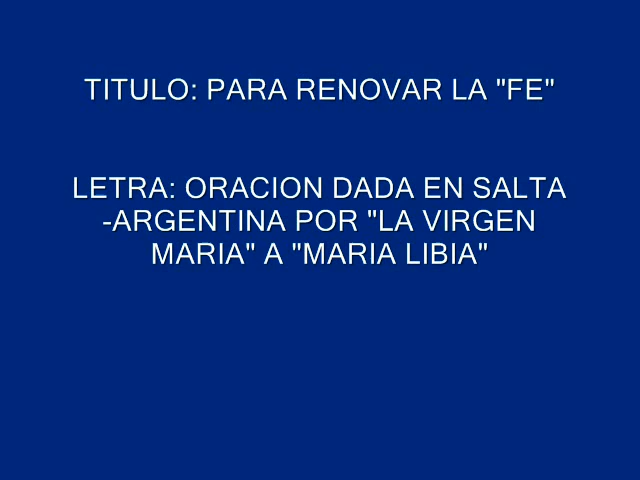 TITULO: PARA RENOVAR LA "FE"
LETRA: ORACION DADA EN SALTA
-ARGENTINA POR "LA VIRGEN
MARIA" A "MARIA LIBIA"